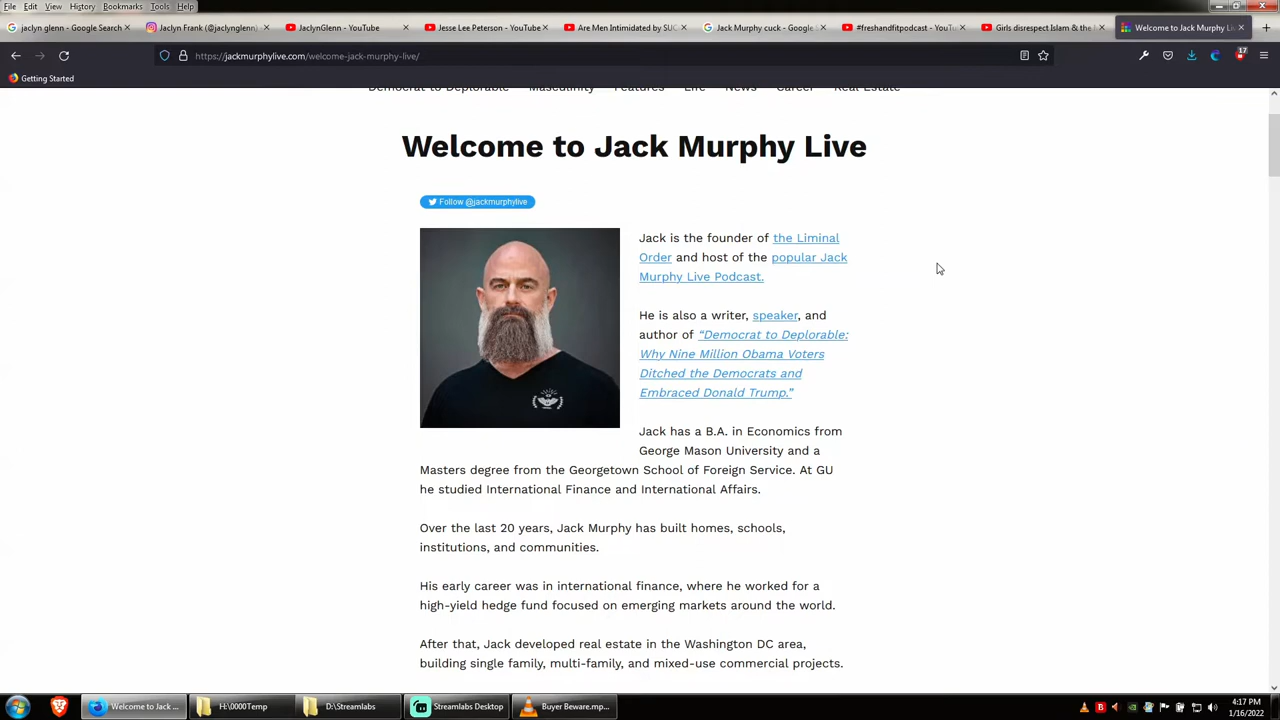 File Edit View History Bookmarks Tools Help
jaclyn glenn - Google Search
Jaclyn Frank (@jaclynglenn)
JaclynGlenn - YouTube
Jesse Lee Peterson - YouTube
Are Men Intimidated by SUC
Jack Murphy cuck - Google S
#freshandfitpodcast - YouTu
Girls disrespect Islam & the
Welcome to Jack Murphy Li
https://jackmurphylive.com/welcome-jack-murphy-live/
17
Getting Started
Democrat to Deplorable Masculinity Features Life News Career Real Estate
Welcome to Jack Murphy Live
Follow @jackmurphylive
Jack is the founder of the Liminal
Order and host of the popular Jack
Murphy Live Podcast.
He is also a writer, speaker, and
author of “Democrat to Deplorable:
Why Nine Million Obama Voters
Ditched the Democrats and
Embraced Donald Trump.”
Jack has a B.A. in Economics from
George Mason University and a
Masters degree from the Georgetown School of Foreign Service. At GU
he studied International Finance and International Affairs.
Over the last 20 years, Jack Murphy has built homes, schools,
institutions, and communities.
His early career was in international finance, where he worked for a
high-yield hedge fund focused on emerging markets around the world.
After that, Jack developed real estate in the Washington DC area,
building single family, multi-family, and mixed-use commercial projects.
Welcome to Jack ...
H:\0000Temp
D:\Streamlabs
Streamlabs Desktop
Buyer Beware.mp...
4:17 PM
1/16/2022